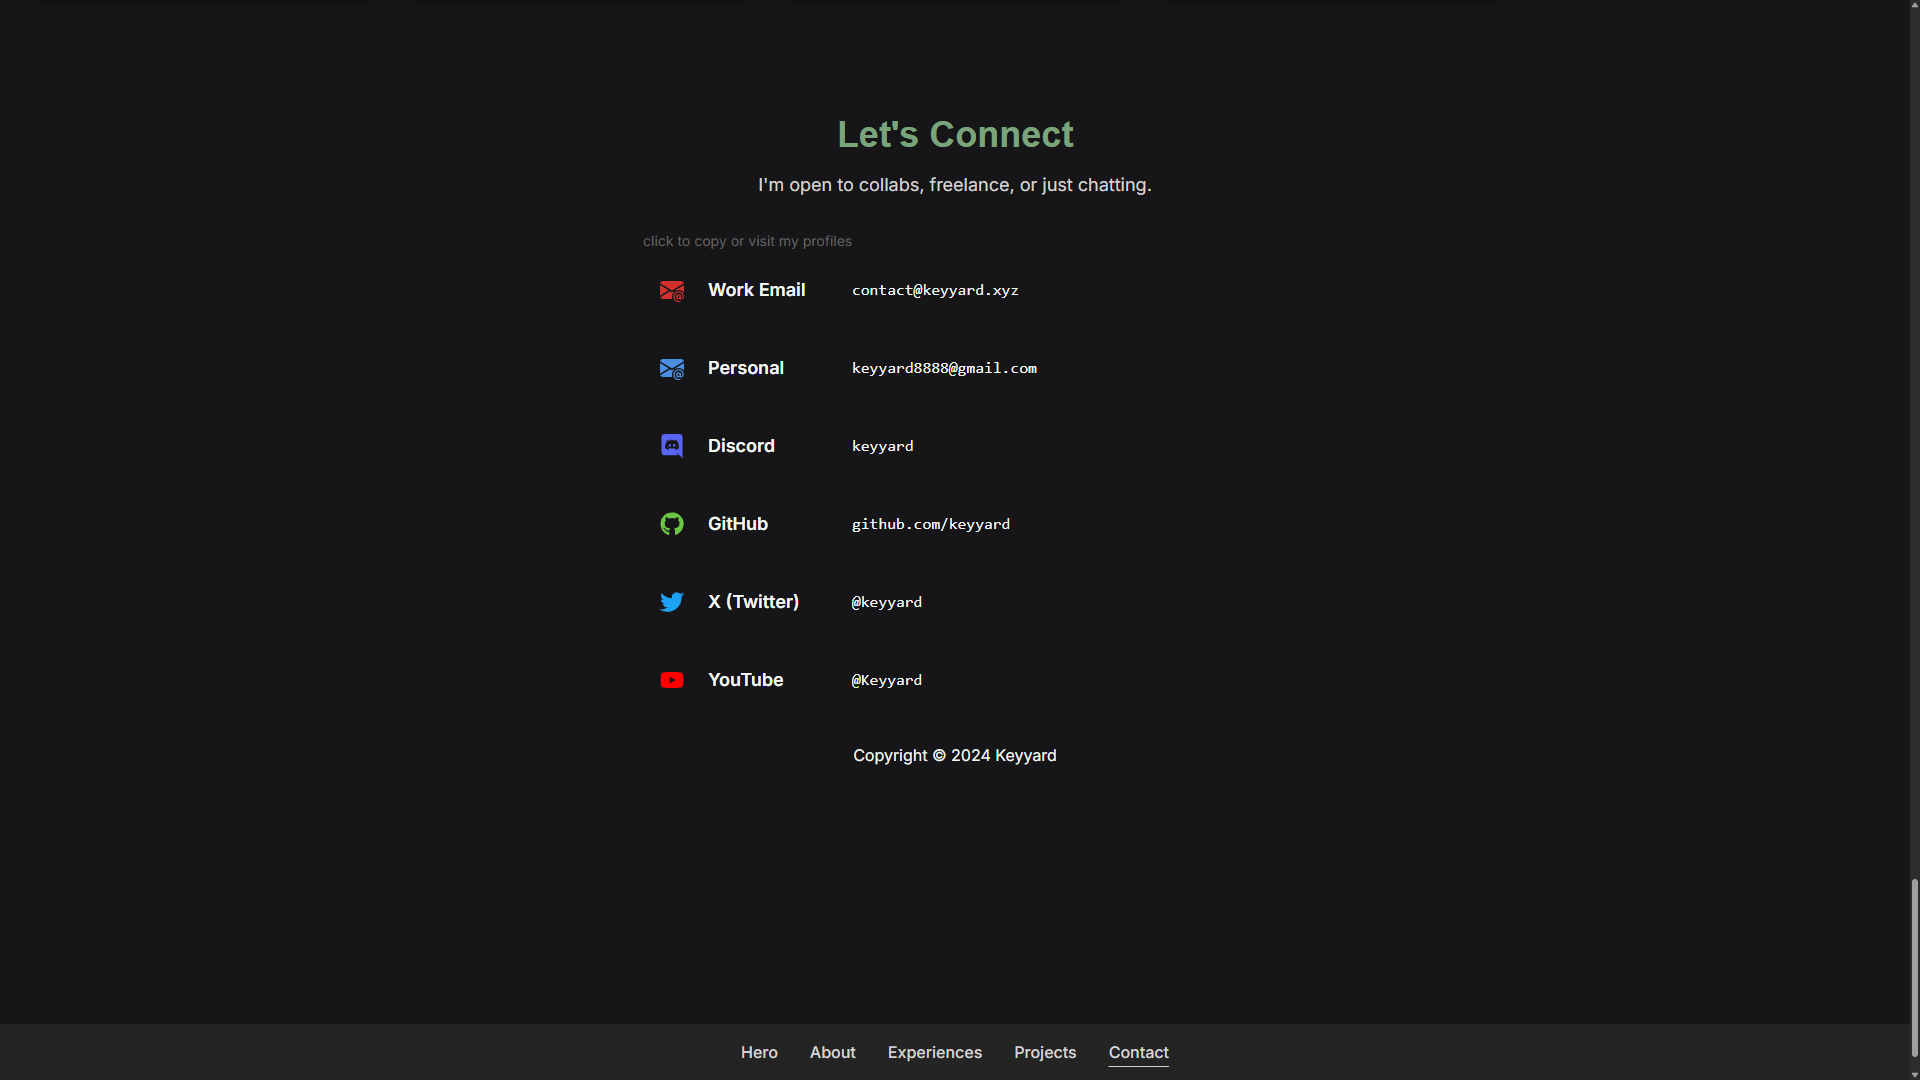 Let's Connect
I'm open to collabs, freelance, or just chatting.
click to copy or visit my profiles
Work Email contact@keyyard.xyz
Personal keyyard8888@gmail.com
Discord keyyard
GitHub github.com/keyyard
X (Twitter) @keyyard
YouTube @Keyyard
Copyright © 2024 Keyyard
Hero About Experiences Projects Contact